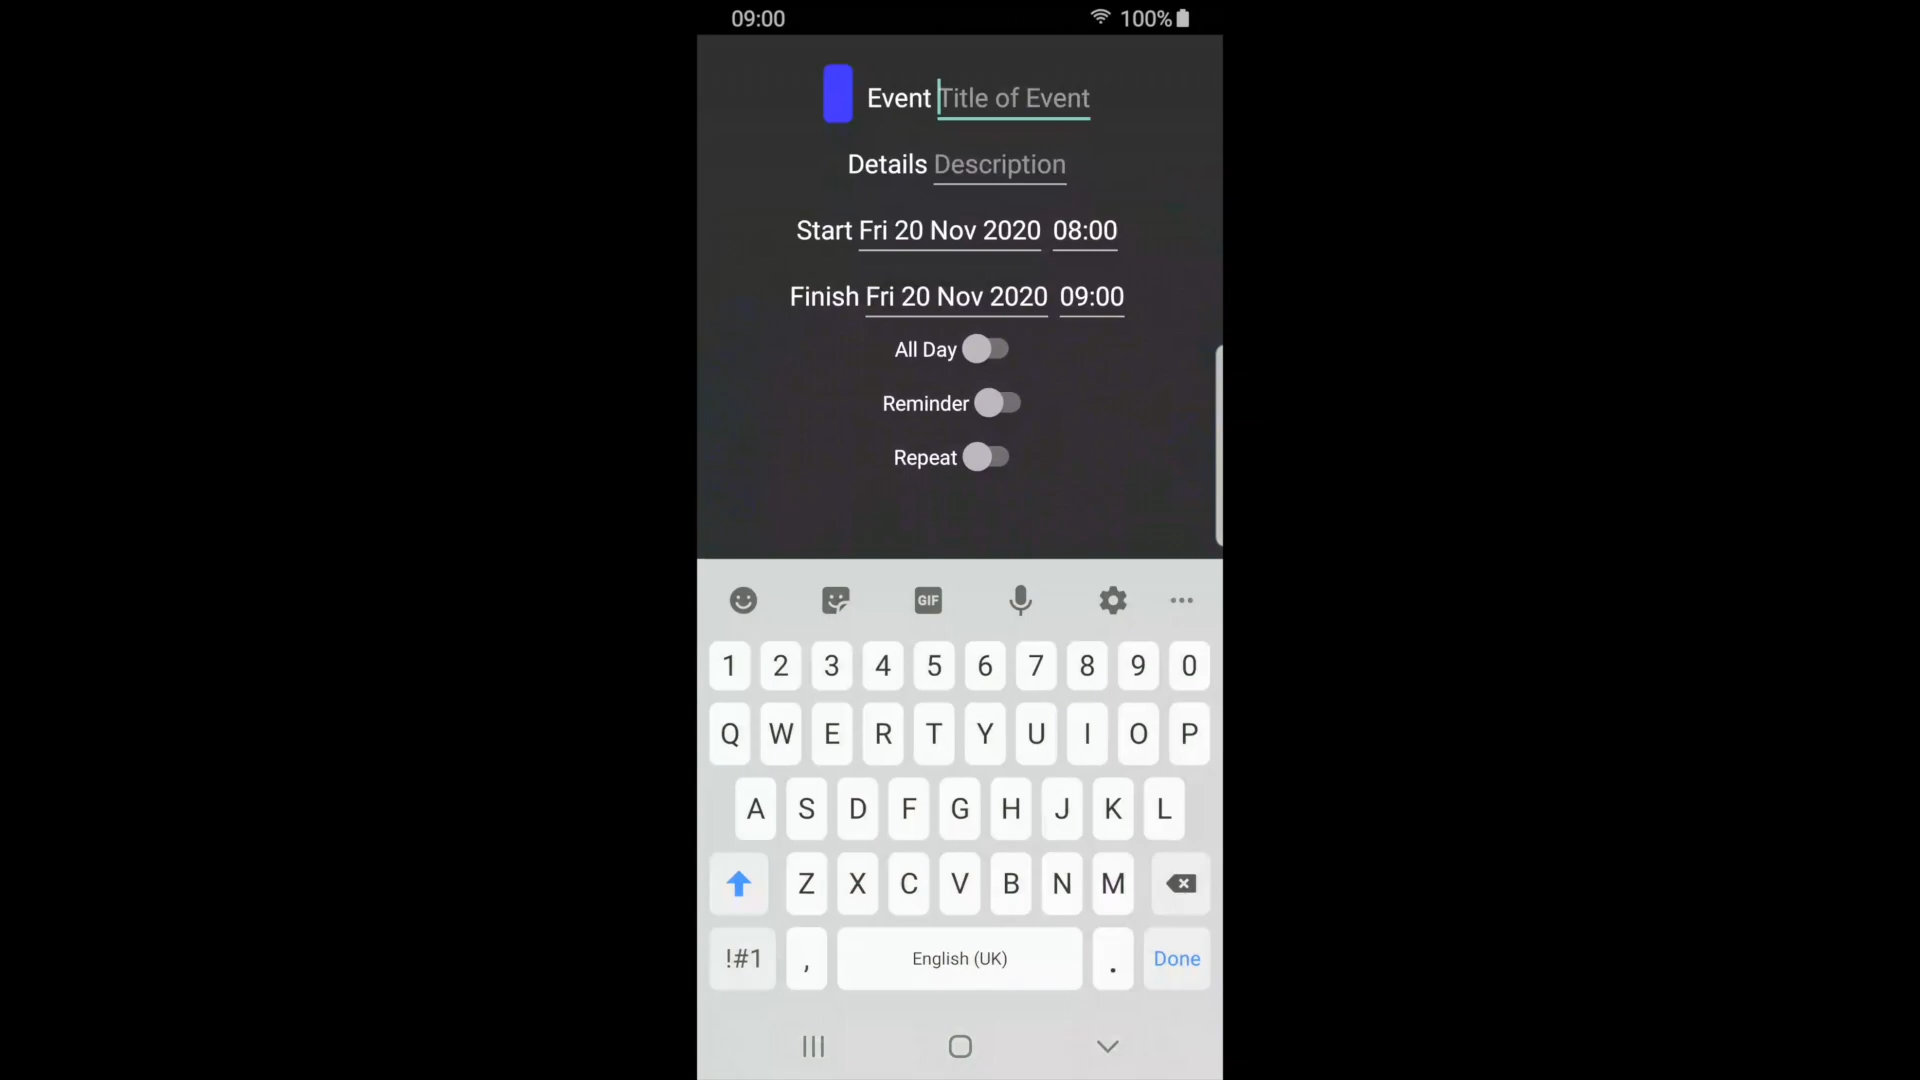 09:00 100%
Event Title of Event
Details Description
Start Fri 20 Nov 2020 08:00
Finish Fri 20 Nov 2020 09:00
All Day
Reminder
Repeat
GIF
1 2 3 4 5 6 7 8 9 0
Q W E R T Y U I O P
A S D F G H J K L
Z X C V B N M
!#1 , English (UK) . Done